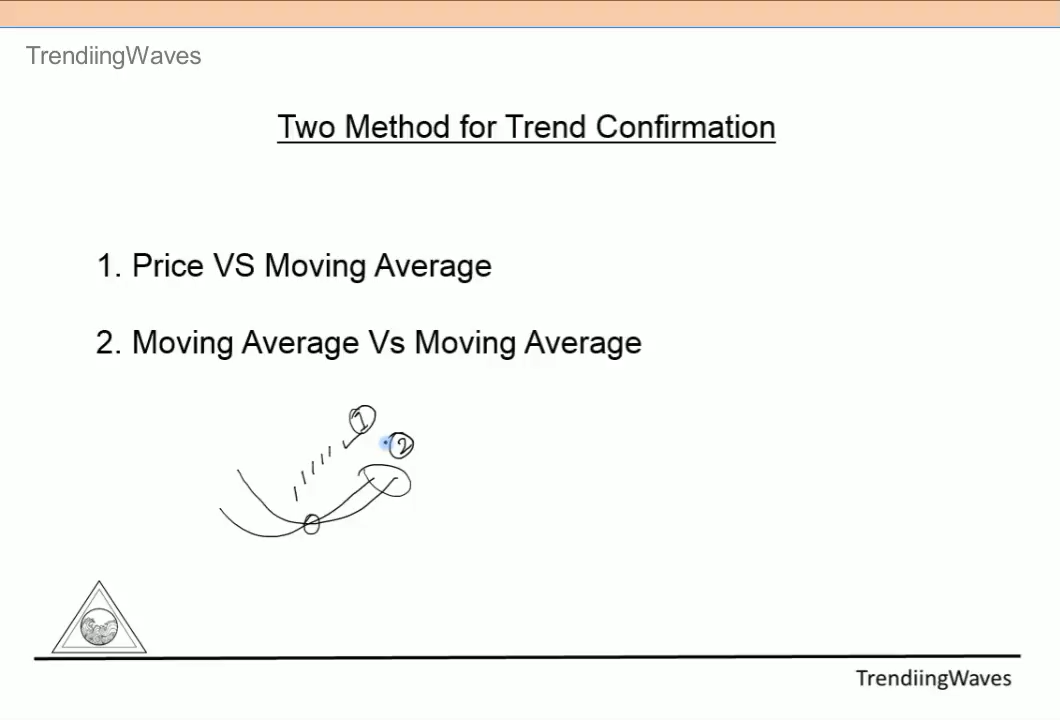 TrendiingWaves
Two Method for Trend Confirmation
1. Price VS Moving Average
2. Moving Average Vs Moving Average
1
2
TrendiingWaves